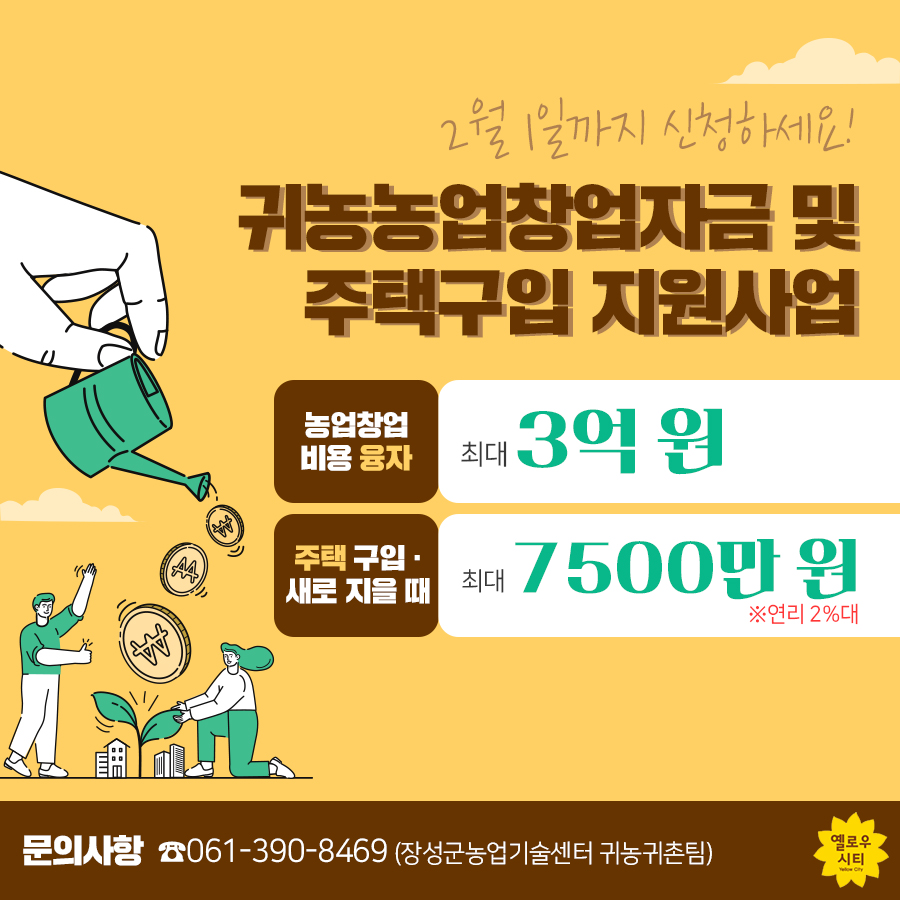 2월 1일까지 신청하세요!
귀농농업창업자금 및
주택구입 지원사업
농업창업
비용 융자
최대 3억 원
주택 구입 ·
새로 지을 때
최대 7500만 원
※연리 2%대
문의사항 ☎061-390-8469 (장성군농업기술센터 귀농귀촌팀)
옐로우
시티
Yellow City